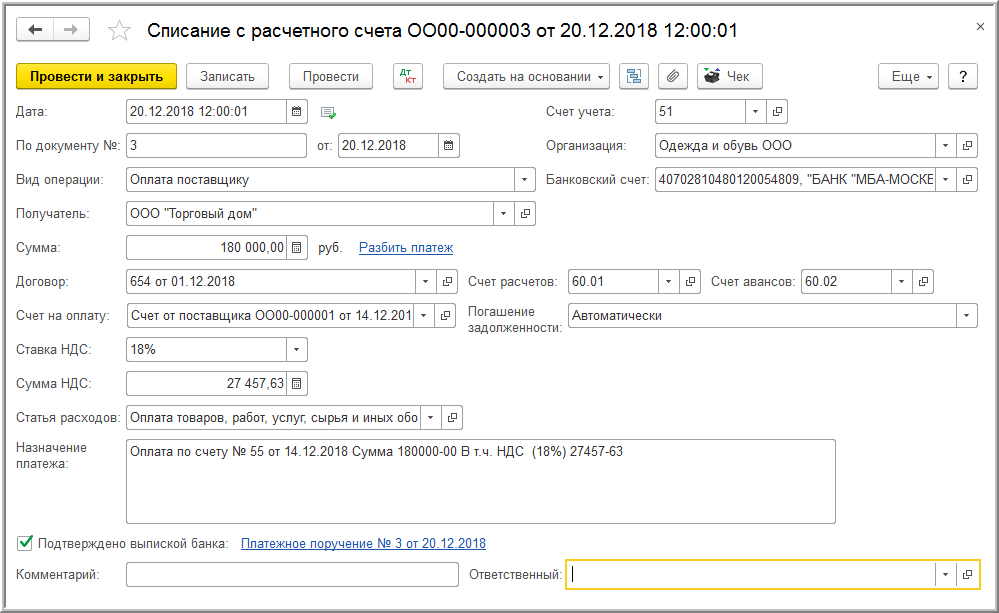 Списание с расчетного счета ОО00-000003 от 20.12.2018 12:00:01
Провести и закрыть Записать Провести Дт Кт Создать на основании Чек Еще ?
Дата: 20.12.2018 12:00:01 Счет учета: 51
По документу №: 3 от: 20.12.2018 Организация: Одежда и обувь ООО
Вид операции: Оплата поставщику Банковский счет: 40702810480120054809, "БАНК "МБА-МОСКЕ
Получатель: ООО "Торговый дом"
Сумма: 180 000,00 руб. Разбить платеж
Договор: 654 от 01.12.2018 Счет расчетов: 60.01 Счет авансов: 60.02
Счет на оплату: Счет от поставщика ОО00-000001 от 14.12.201 Погашение задолженности: Автоматически
Ставка НДС: 18%
Сумма НДС: 27 457,63
Статья расходов: Оплата товаров, работ, услуг, сырья и иных обо
Назначение платежа: Оплата по счету № 55 от 14.12.2018 Сумма 180000-00 В т.ч. НДС (18%) 27457-63
Подтверждено выпиской банка: Платежное поручение № 3 от 20.12.2018
Комментарий: Ответственный: